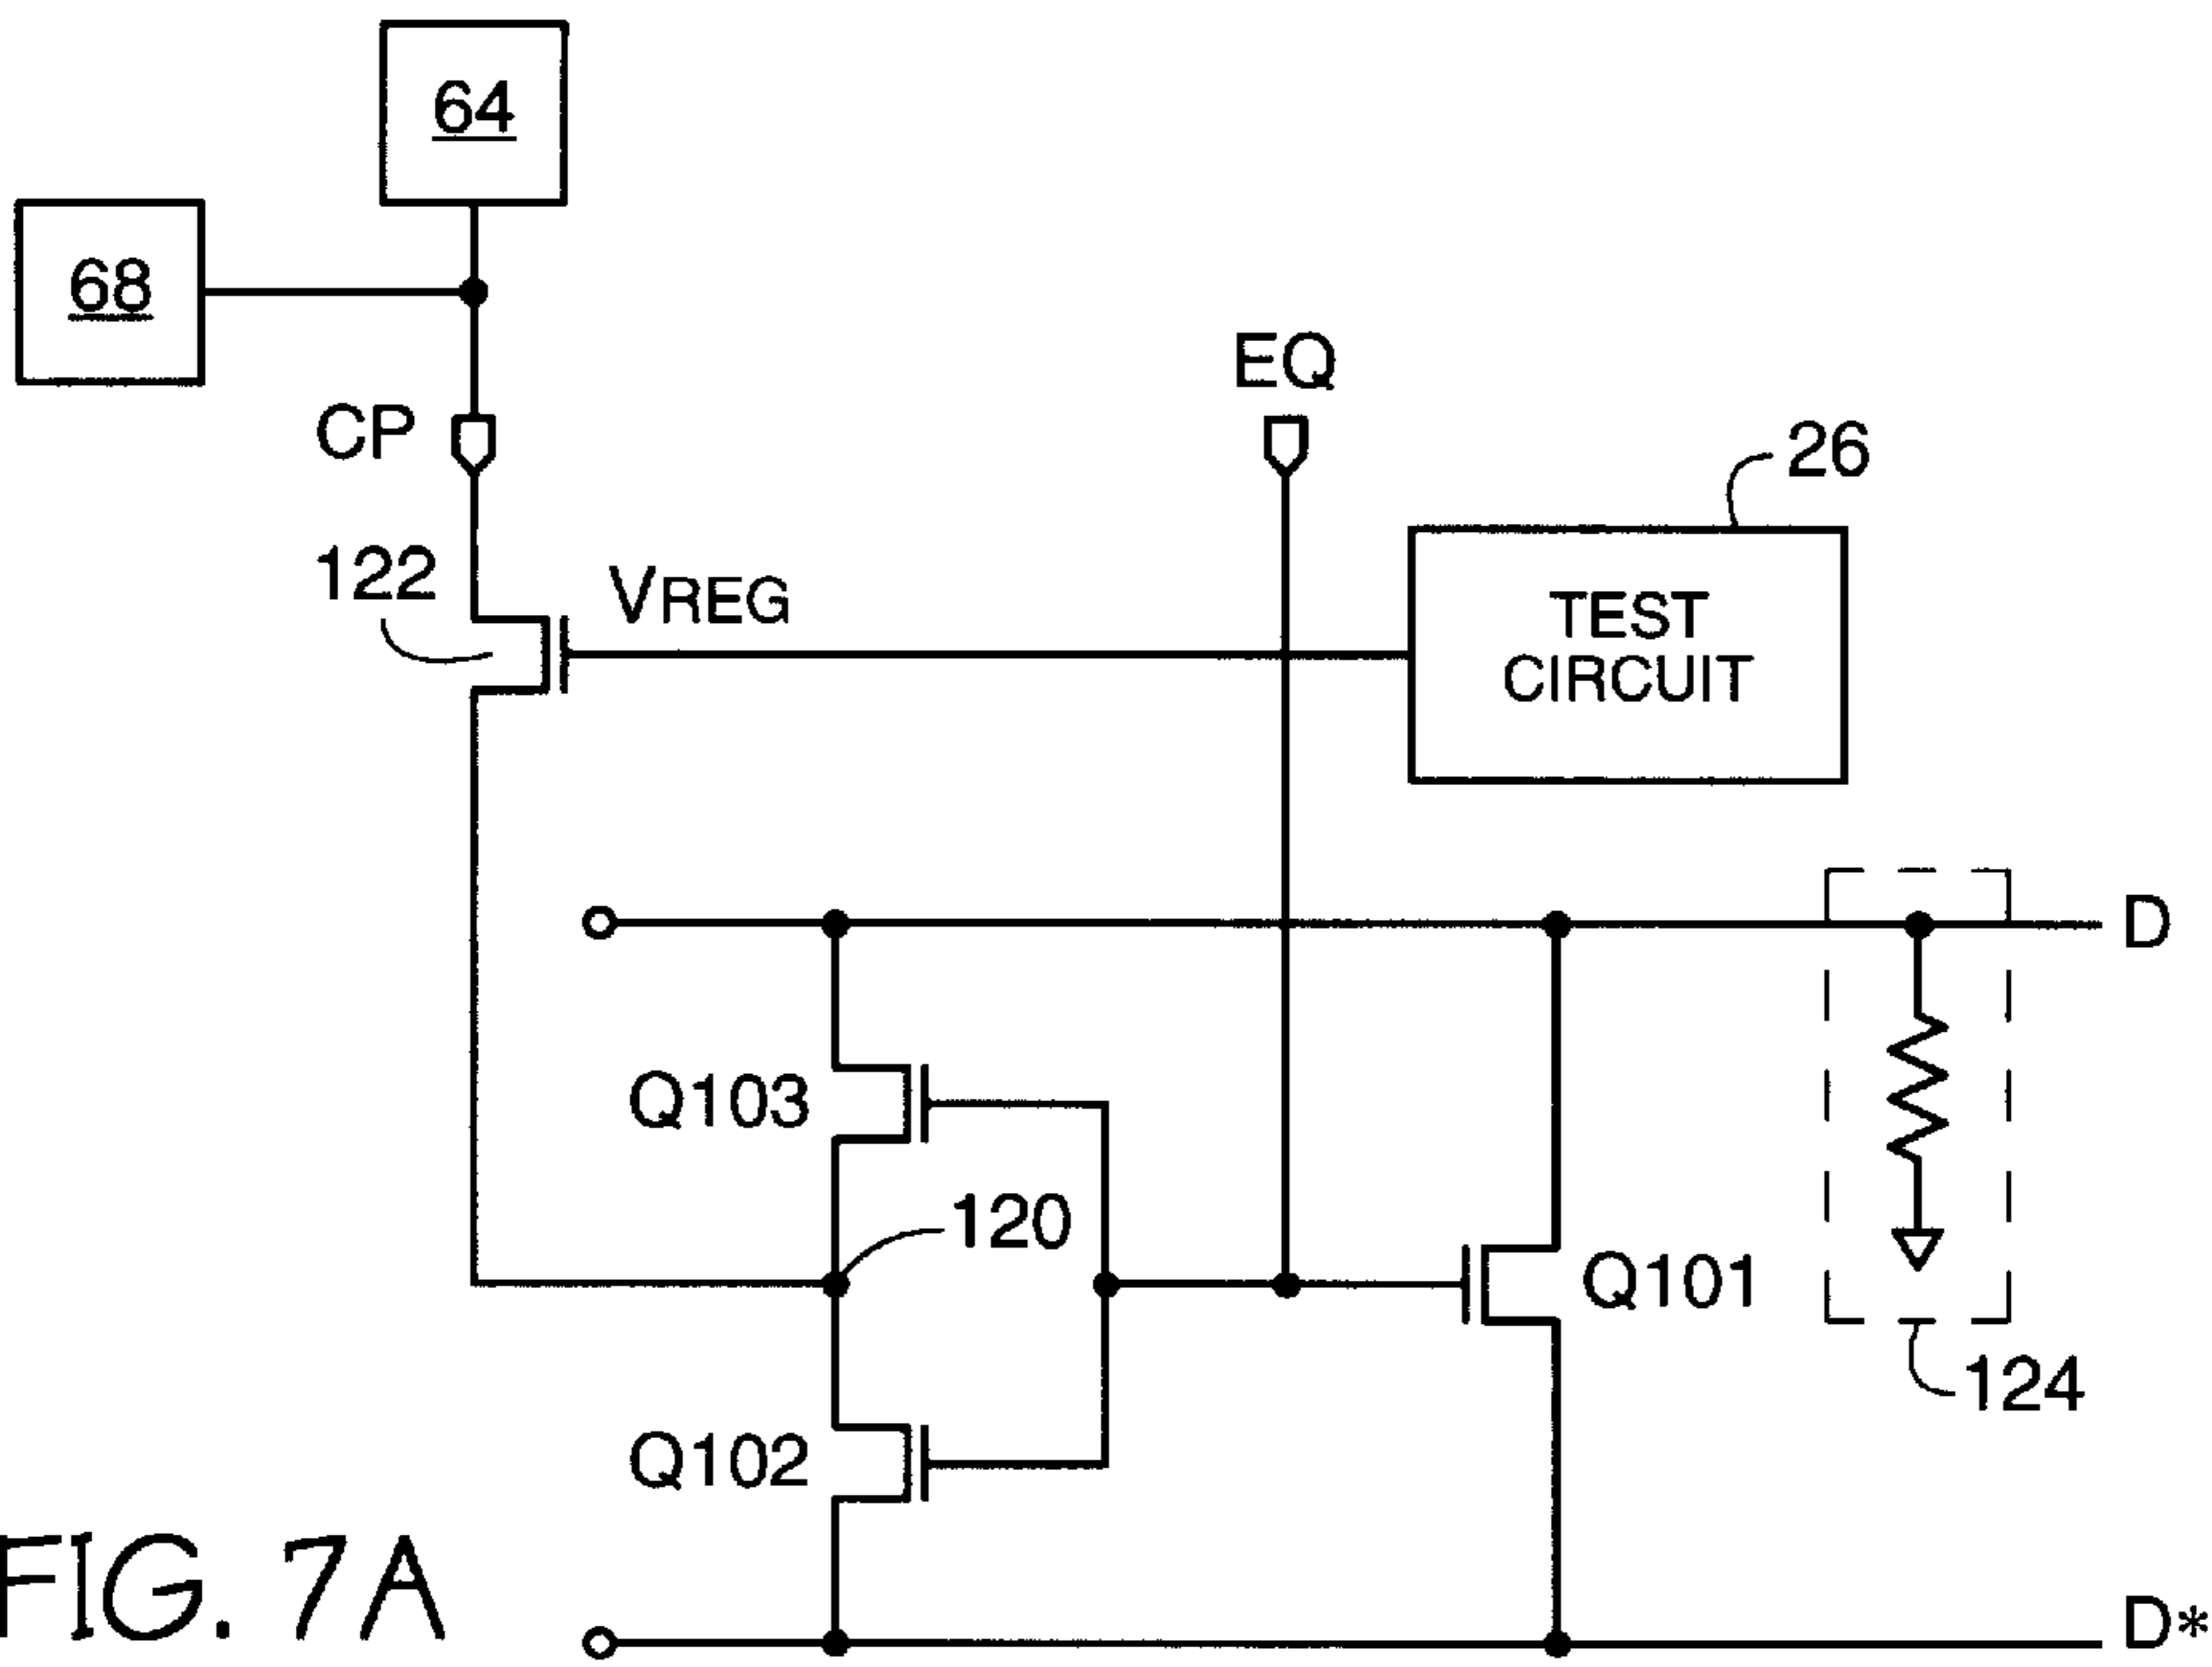 64
68
CP
EQ
26
122
VREG
TEST
CIRCUIT
D
Q103
120
Q101
124
Q102
FIG. 7A
D*